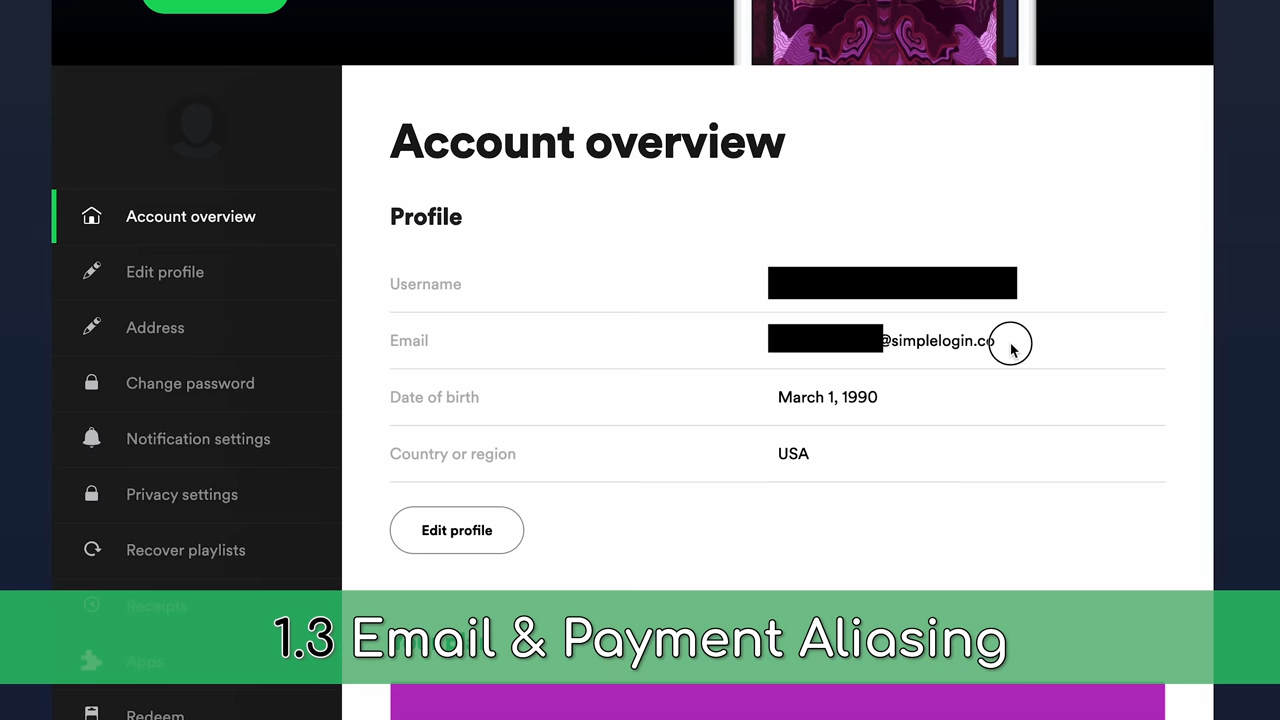 Account overview
Profile
Account overview
Username
Edit profile
Email
@simplelogin.co
Address
Date of birth
March 1, 1990
Change password
Country or region
USA
Notification settings
Privacy settings
Edit profile
Recover playlists
Receipts
1.3 Email & Payment Aliasing
Apps
Redeem